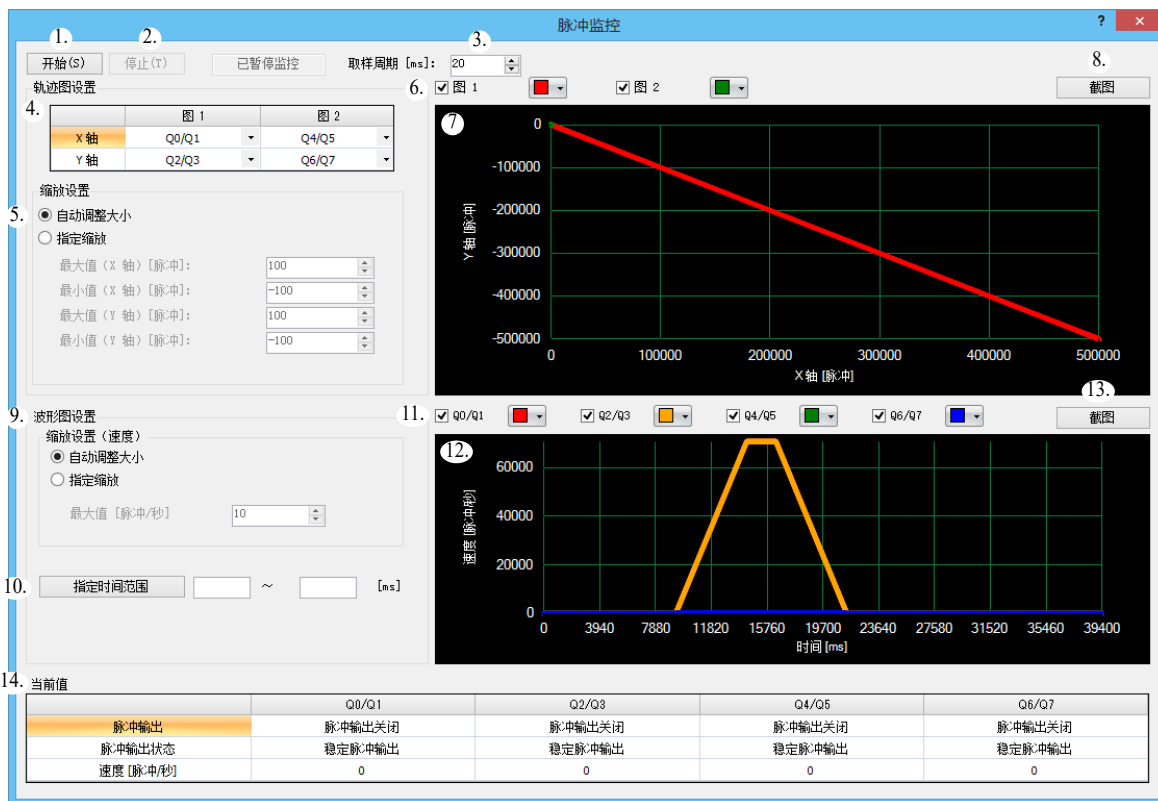 脉冲监控
?
×
1.
2.
3.
开始(S)
停止(T)
已暂停监控
取样周期 [ms]:
20
轨迹图设置
4.
图 1
图 2
X 轴
Q0/Q1
Q4/Q5
Y 轴
Q2/Q3
Q6/Q7
缩放设置
5.
自动调整大小
指定缩放
最大值 (X 轴) [脉冲]:
100
最小值 (X 轴) [脉冲]:
-100
最大值 (Y 轴) [脉冲]:
100
最小值 (Y 轴) [脉冲]:
-100
6.
图 1
图 2
8.
截图
7
0
-100000
-200000
-300000
-400000
-500000
Y 轴 [脉冲]
0
100000
200000
300000
400000
500000
X 轴 [脉冲]
9.
波形图设置
缩放设置 (速度)
自动调整大小
指定缩放
最大值 [脉冲/秒]
10
10.
指定时间范围
~
[ms]
11.
Q0/Q1
Q2/Q3
Q4/Q5
Q6/Q7
13.
截图
12.
60000
40000
20000
0
速度 [脉冲/秒]
0
3940
7880
11820
15760
19700
23640
27580
31520
35460
39400
时间 [ms]
14.
当前值
Q0/Q1
Q2/Q3
Q4/Q5
Q6/Q7
脉冲输出
脉冲输出关闭
脉冲输出关闭
脉冲输出关闭
脉冲输出关闭
脉冲输出状态
稳定脉冲输出
稳定脉冲输出
稳定脉冲输出
稳定脉冲输出
速度 [脉冲/秒]
0
0
0
0